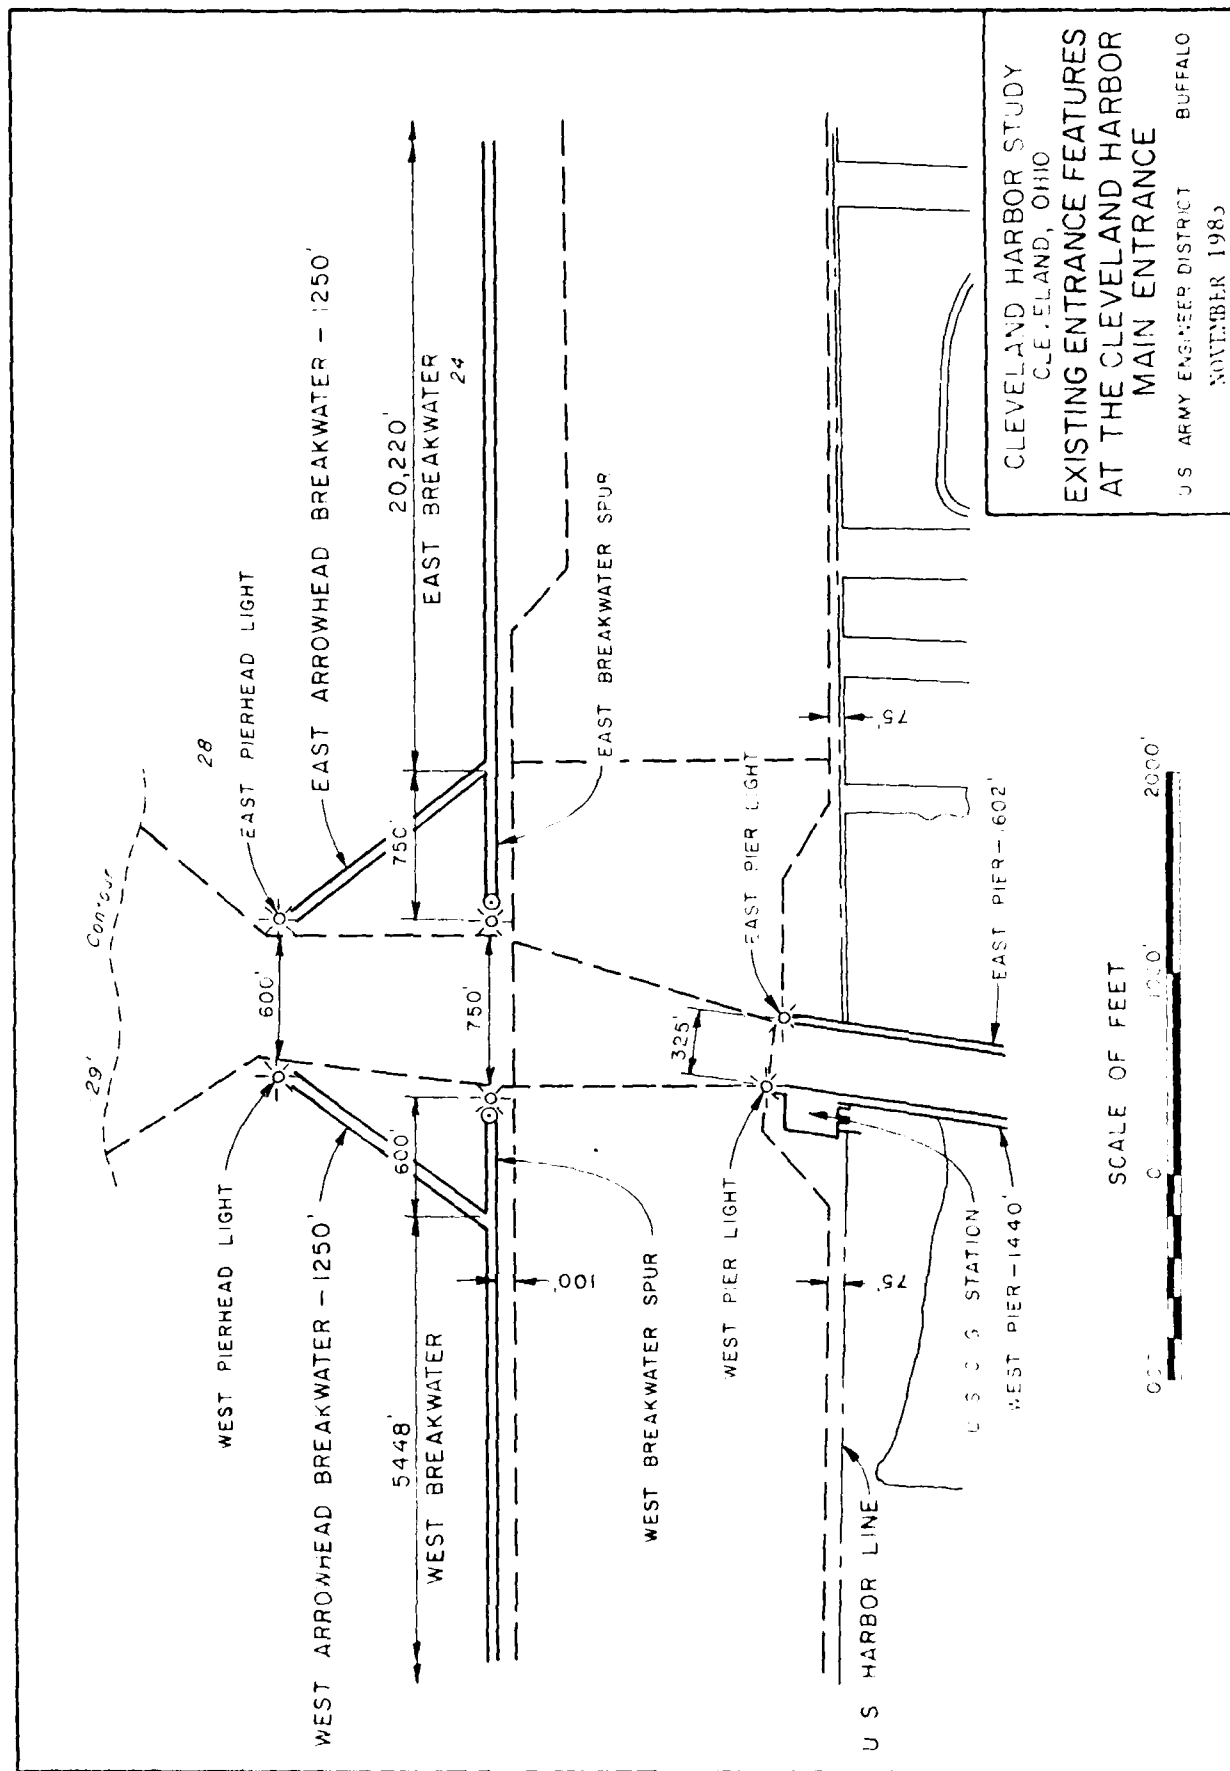 29'
Contour
28
WEST PIERHEAD LIGHT
600'
EAST PIERHEAD LIGHT
WEST ARROWHEAD BREAKWATER-1250'
EAST ARROWHEAD BREAKWATER-1250'
5448'
600'
750'
20,220'
WEST BREAKWATER
EAST BREAKWATER
24
750'
100'
WEST BREAKWATER SPUR
EAST BREAKWATER SPUR
325'
WEST PIER LIGHT
EAST PIER LIGHT
75'
75'
U S HARBOR LINE
STATION
WEST PIER-1440'
EAST PIER-1602'
SCALE OF FEET
0
1000'
2000'
CLEVELAND HARBOR STUDY
CLEVELAND, OHIO
EXISTING ENTRANCE FEATURES
AT THE CLEVELAND HARBOR
MAIN ENTRANCE
US ARMY ENGINEER DISTRICT BUFFALO
NOVEMBER